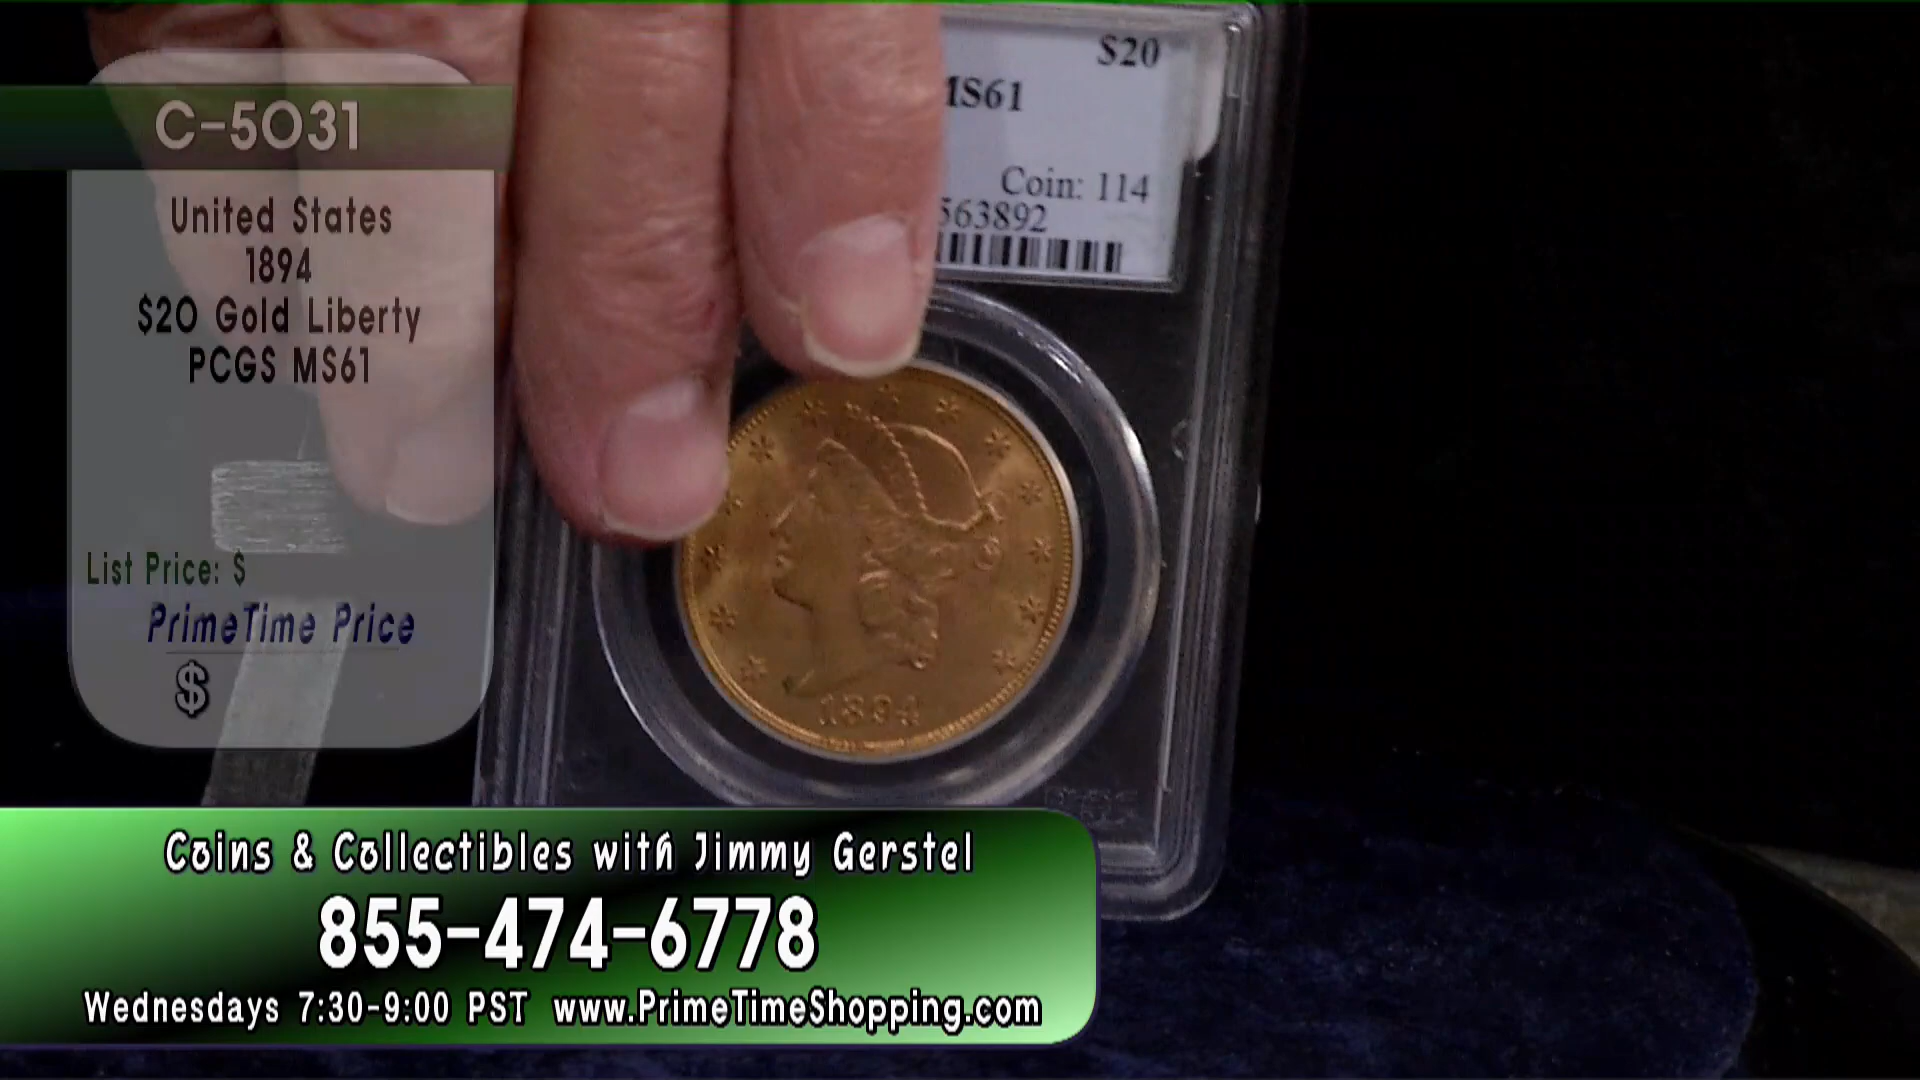 C-5031
United States
1894
$20 Gold Liberty
PCGS MS61
List Price: $
PrimeTime Price
$
$20
MS61
Coin: 114
563892
1894
Coins & Collectibles with Jimmy Gerstel
855-474-6778
Wednesdays 7:30-9:00 PST www.PrimeTimeShopping.com